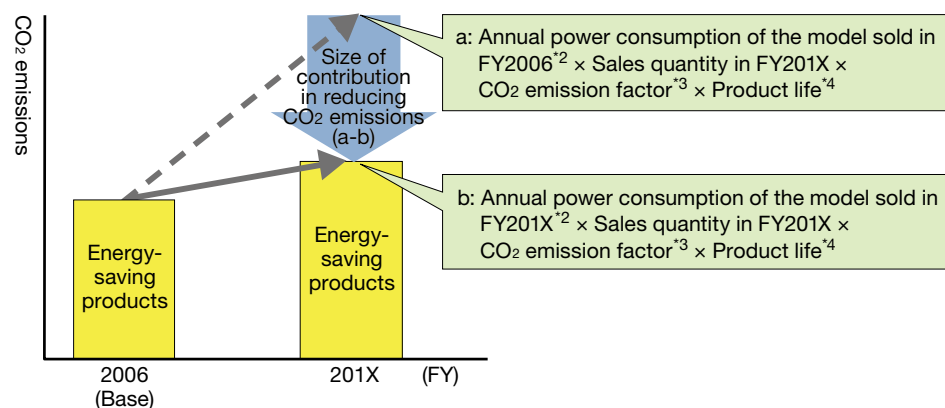 CO2 emissions
Size of
contribution
in reducing
CO2 emissions
(a-b)
a: Annual power consumption of the model sold in
FY2006*2 × Sales quantity in FY201X ×
CO2 emission factor*3 × Product life*4
b: Annual power consumption of the model sold in
FY201X*2 × Sales quantity in FY201X ×
CO2 emission factor*3 × Product life*4
Energy-
saving
products
Energy-
saving
products
2006
(Base)
201X
(FY)